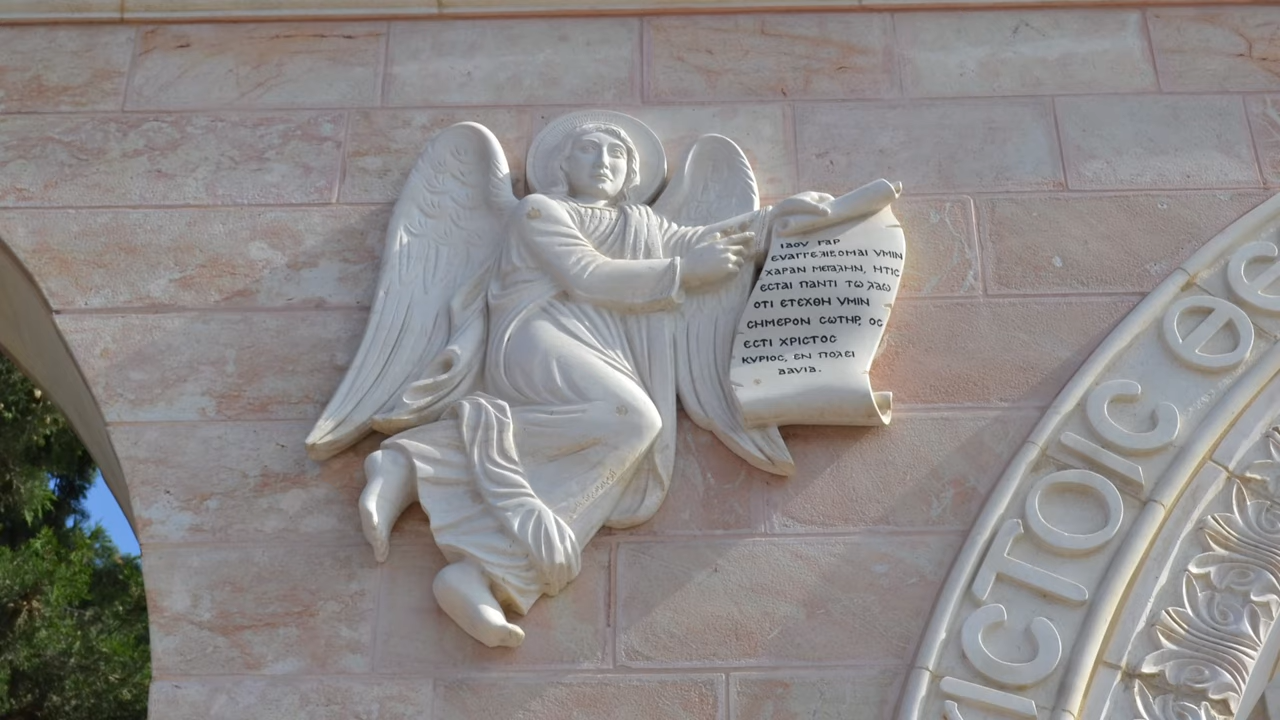 ΙΔΟΥ ΓΑΡ
ΕΥΑΓΓΕΛΙΖΟΜΑΙ ΥΜΙΝ
ΧΑΡΑΝ ΜΕΓΑΛΗΝ, ΗΤΙϹ
ΕϹΤΑΙ ΠΑΝΤΙ ΤΩ ΛΑΩ
ΟΤΙ ΕΤΕΧΘΗ ΥΜΙΝ
ϹΗΜΕΡΟΝ ϹΩΤΗΡ, ΟϹ
ΕϹΤΙ ΧΡΙϹΤΟϹ
ΚΥΡΙΟϹ, ΕΝ ΠΟΛΕΙ
ΔΑΥΙΔ.
ΙϹΤΟΙϹ ΘΕ